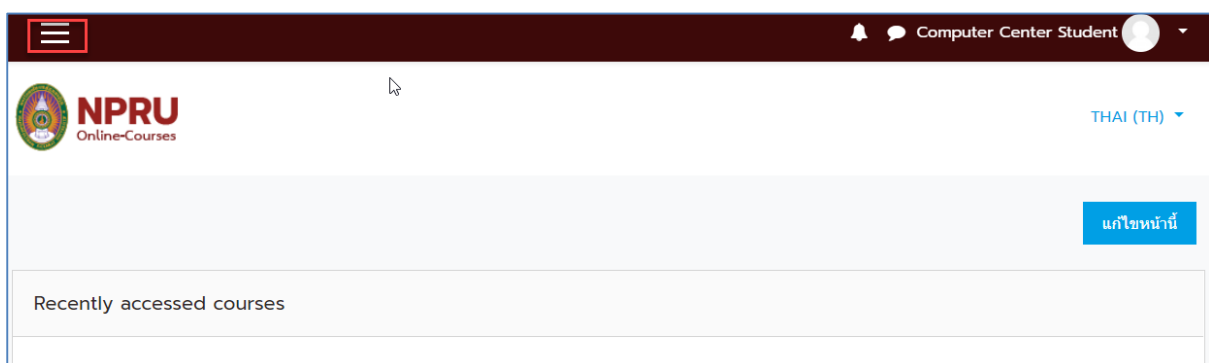 Computer Center Student
NPRU
Online-Courses
THAI (TH)
แก้ไขหน้านี้
Recently accessed courses